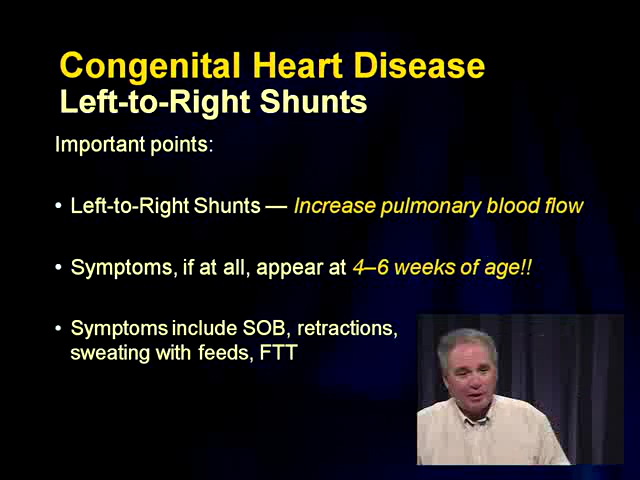 Congenital Heart Disease
Left-to-Right Shunts
Important points:
• Left-to-Right Shunts — Increase pulmonary blood flow
• Symptoms, if at all, appear at 4–6 weeks of age!!
• Symptoms include SOB, retractions,
sweating with feeds, FTT